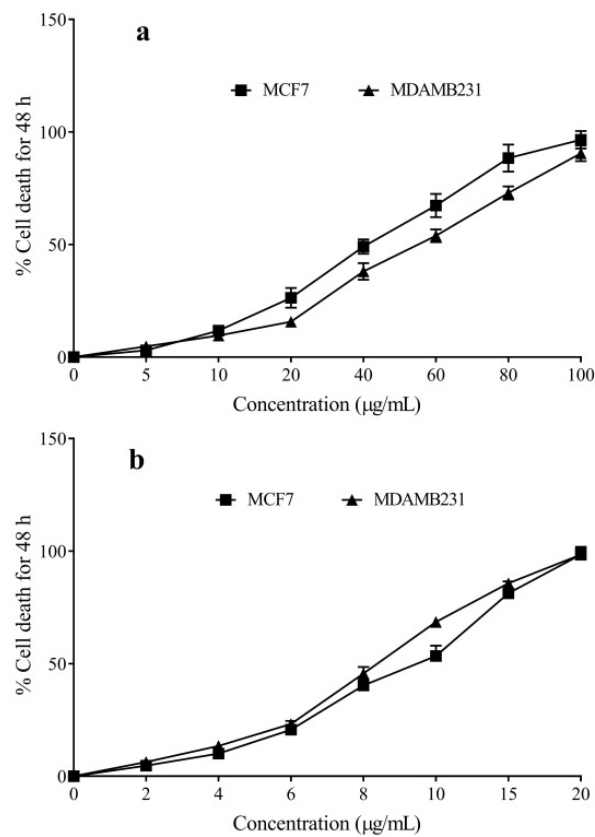 a
MCF7 MDAMB231
150
100
50
0
% Cell death for 48 h
0 5 10 20 40 60 80 100
Concentration (μg/mL)
b
MCF7 MDAMB231
150
100
50
0
% Cell death for 48 h
0 2 4 6 8 10 15 20
Concentration (μg/mL)